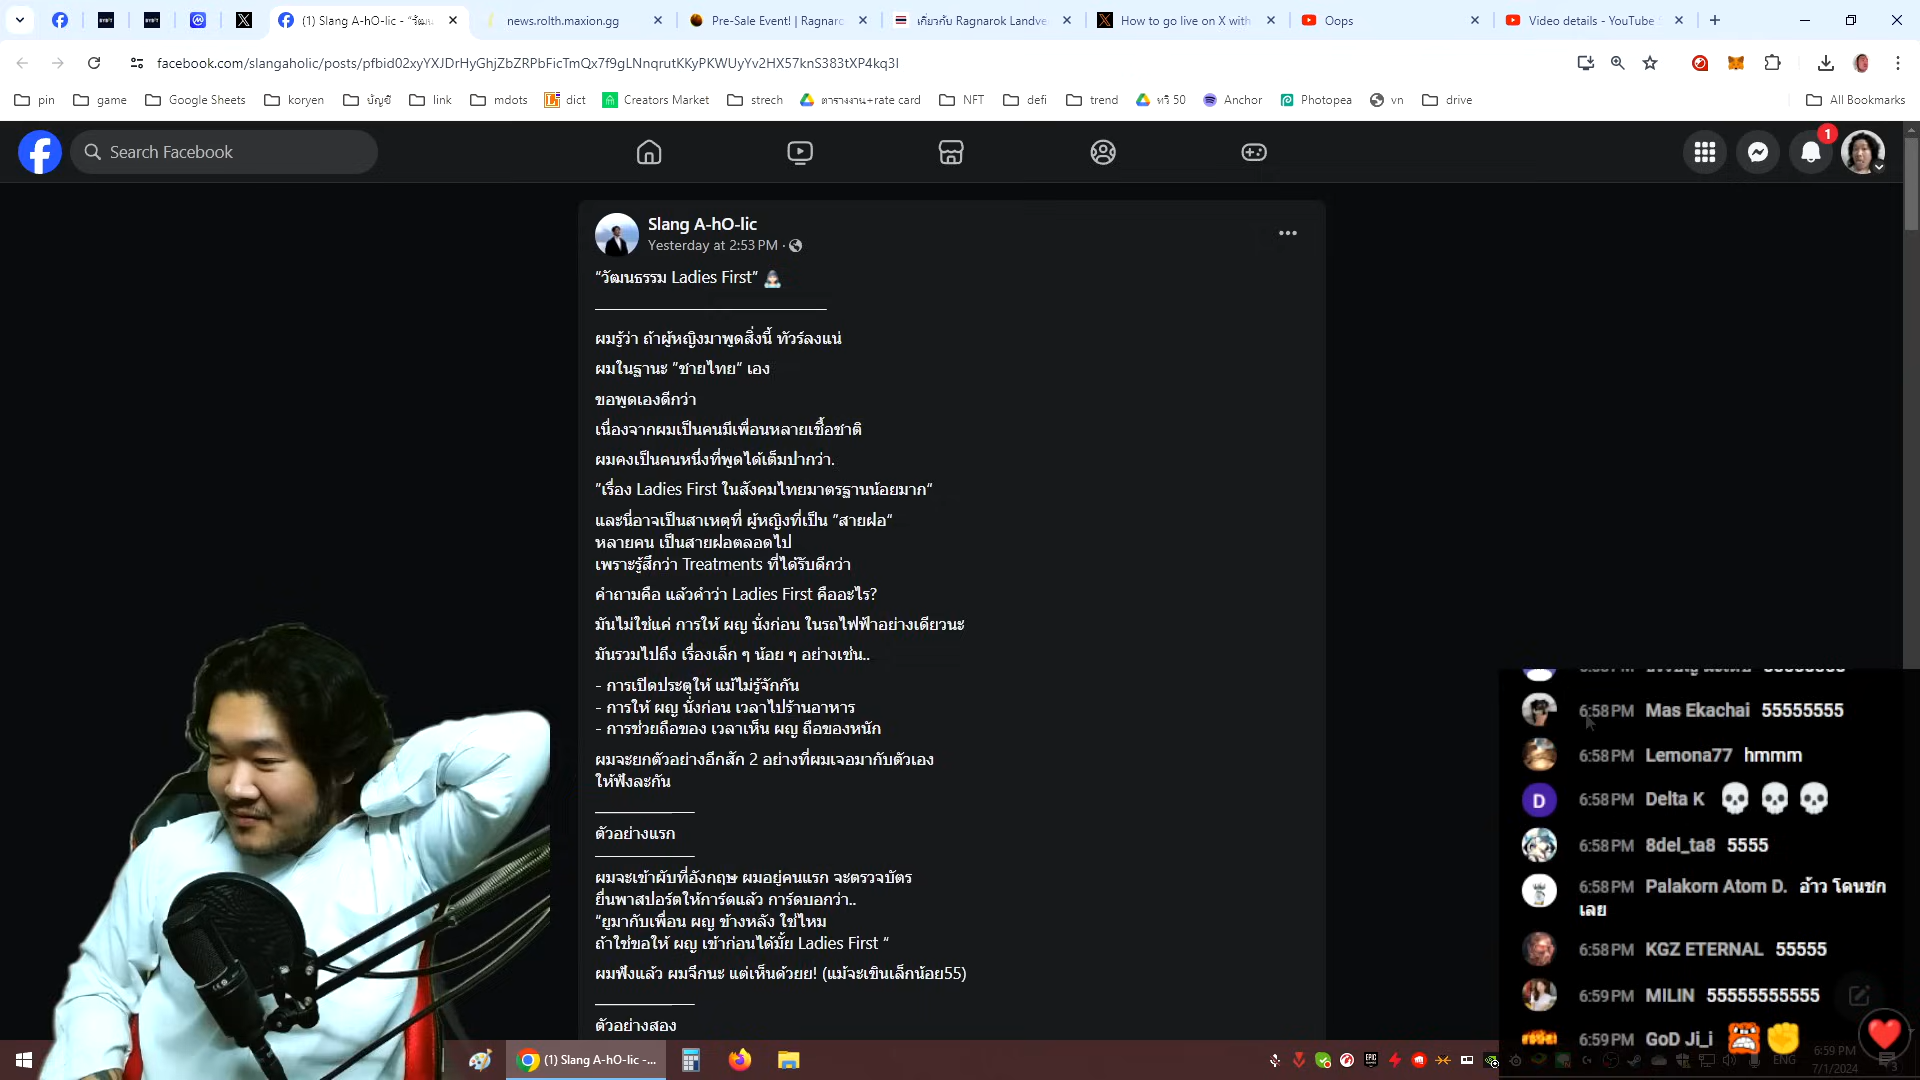 (1) Slang A-hO-lic - "วัฒน
news.rolth.maxion.gg
Pre-Sale Event! | Ragnaro
เกี่ยวกับ Ragnarok Landve
How to go live on X with
Oops
Video details - YouTube S
facebook.com/slangaholic/posts/pfbid02xyYXJDrHyGhjZbZRPbFicTmQx7f9gLNnqrutKKyPKWUyYv2HX57knS383tXP4kq3l
pin
game
Google Sheets
koryen
บัญชี
link
mdots
dict
Creators Market
strech
ตารางงาน+rate card
NFT
defi
trend
ทวิ 50
Anchor
Photopea
vn
drive
All Bookmarks
Search Facebook
1
Slang A-hO-lic
Yesterday at 2:53 PM ·
“วัฒนธรรม Ladies First”
ผมรู้ว่า ถ้าผู้หญิงมาพูดสิ่งนี้ ทัวร์ลงแน่
ผมในฐานะ ”ชายไทย“ เอง
ขอพูดเองดีกว่า
เนื่องจากผมเป็นคนมีเพื่อนหลายเชื้อชาติ
ผมคงเป็นคนหนึ่งที่พูดได้เต็มปากว่า.
”เรื่อง Ladies First ในสังคมไทยมาตรฐานน้อยมาก“
และนี่อาจเป็นสาเหตุที่ ผู้หญิงที่เป็น ”สายฝอ“
หลายคน เป็นสายฝอตลอดไป
เพราะรู้สึกว่า Treatments ที่ได้รับดีกว่า
คำถามคือ แล้วคำว่า Ladies First คืออะไร?
มันไม่ใช่แค่ การให้ ผญ นั่งก่อน ในรถไฟฟ้าอย่างเดียวนะ
มันรวมไปถึง เรื่องเล็ก ๆ น้อย ๆ อย่างเช่น..
- การเปิดประตูให้ แม้ไม่รู้จักกัน
- การให้ ผญ นั่งก่อน เวลาไปร้านอาหาร
- การช่วยถือของ เวลาเห็น ผญ ถือของหนัก
ผมจะยกตัวอย่างอีกสัก 2 อย่างที่ผมเจอมากับตัวเอง
ให้ฟังละกัน
ตัวอย่างแรก
ผมจะเข้าผับที่อังกฤษ ผมอยู่คนแรก จะตรวจบัตร
ยื่นพาสปอร์ตให้การ์ดแล้ว การ์ดบอกว่า..
“ยูมากับเพื่อน ผญ ข้างหลัง ใช่ไหม
ถ้าใช่ขอให้ ผญ เข้าก่อนได้มั้ย Ladies First “
ผมฟังแล้ว ผมจึกนะ แต่เห็นด้วยย! (แม้จะเขินเล็กน้อย55)
ตัวอย่างสอง
6:58 PM Mas Ekachai 55555555
6:58 PM Lemona77 hmmm
D 6:58 PM Delta K
6:58 PM 8del_ta8 5555
6:58 PM Palakorn Atom D. อ้าว โดนชก
เลย
6:58 PM KGZ ETERNAL 55555
6:59 PM MILIN 55555555555
6:59 PM GoD Ji_i
(1) Slang A-hO-lic -...
ENG
6:59 PM
7/1/2024